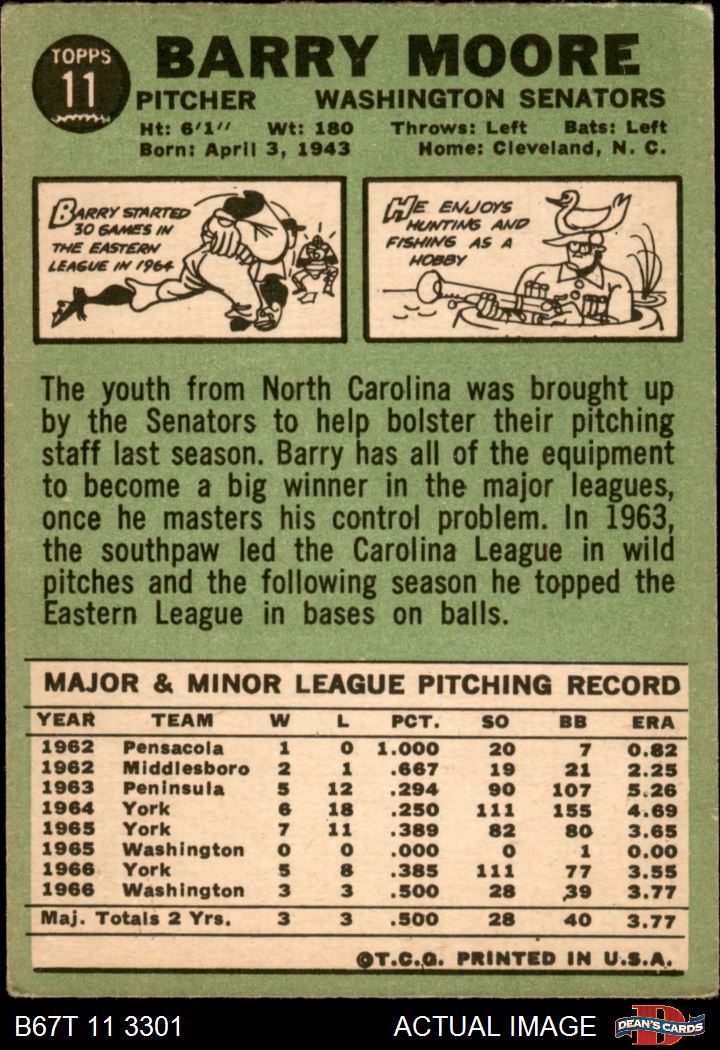 TOPPS
11
BARRY MOORE
PITCHER WASHINGTON SENATORS
Ht: 6'1" Wt: 180 Throws: Left Bats: Left
Born: April 3, 1943 Home: Cleveland, N. C.
BARRY STARTED
30 GAMES IN
THE EASTERN
LEAGUE IN 1964
HE ENJOYS
HUNTING AND
FISHING AS A
HOBBY
The youth from North Carolina was brought up
by the Senators to help bolster their pitching
staff last season. Barry has all of the equipment
to become a big winner in the major leagues,
once he masters his control problem. In 1963,
the southpaw led the Carolina League in wild
pitches and the following season he topped the
Eastern League in bases on balls.
MAJOR & MINOR LEAGUE PITCHING RECORD
YEAR TEAM W L PCT. SO BB ERA
1962 Pensacola 1 0 1.000 20 7 0.82
1962 Middlesboro 2 1 .667 19 21 2.25
1963 Peninsula 5 12 .294 90 107 5.26
1964 York 6 18 .250 111 155 4.69
1965 York 7 11 .389 82 80 3.65
1965 Washington 0 0 .000 0 1 0.00
1966 York 5 8 .385 111 77 3.55
1966 Washington 3 3 .500 28 39 3.77
Maj. Totals 2 Yrs. 3 3 .500 28 40 3.77
©T.C.G. PRINTED IN U.S.A.
B67T 11 3301 ACTUAL IMAGE
DEAN'S CARDS